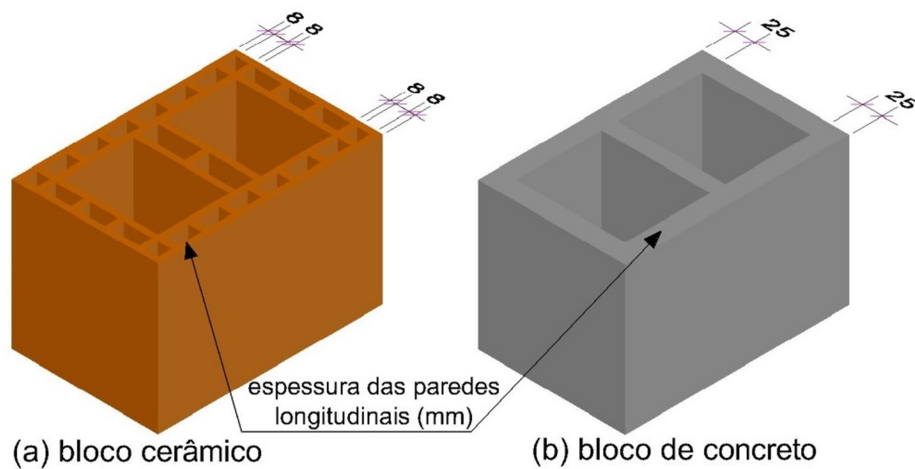 8 8
8 8
25
25
espessura das paredes
longitudinais (mm)
(a) bloco cerâmico
(b) bloco de concreto